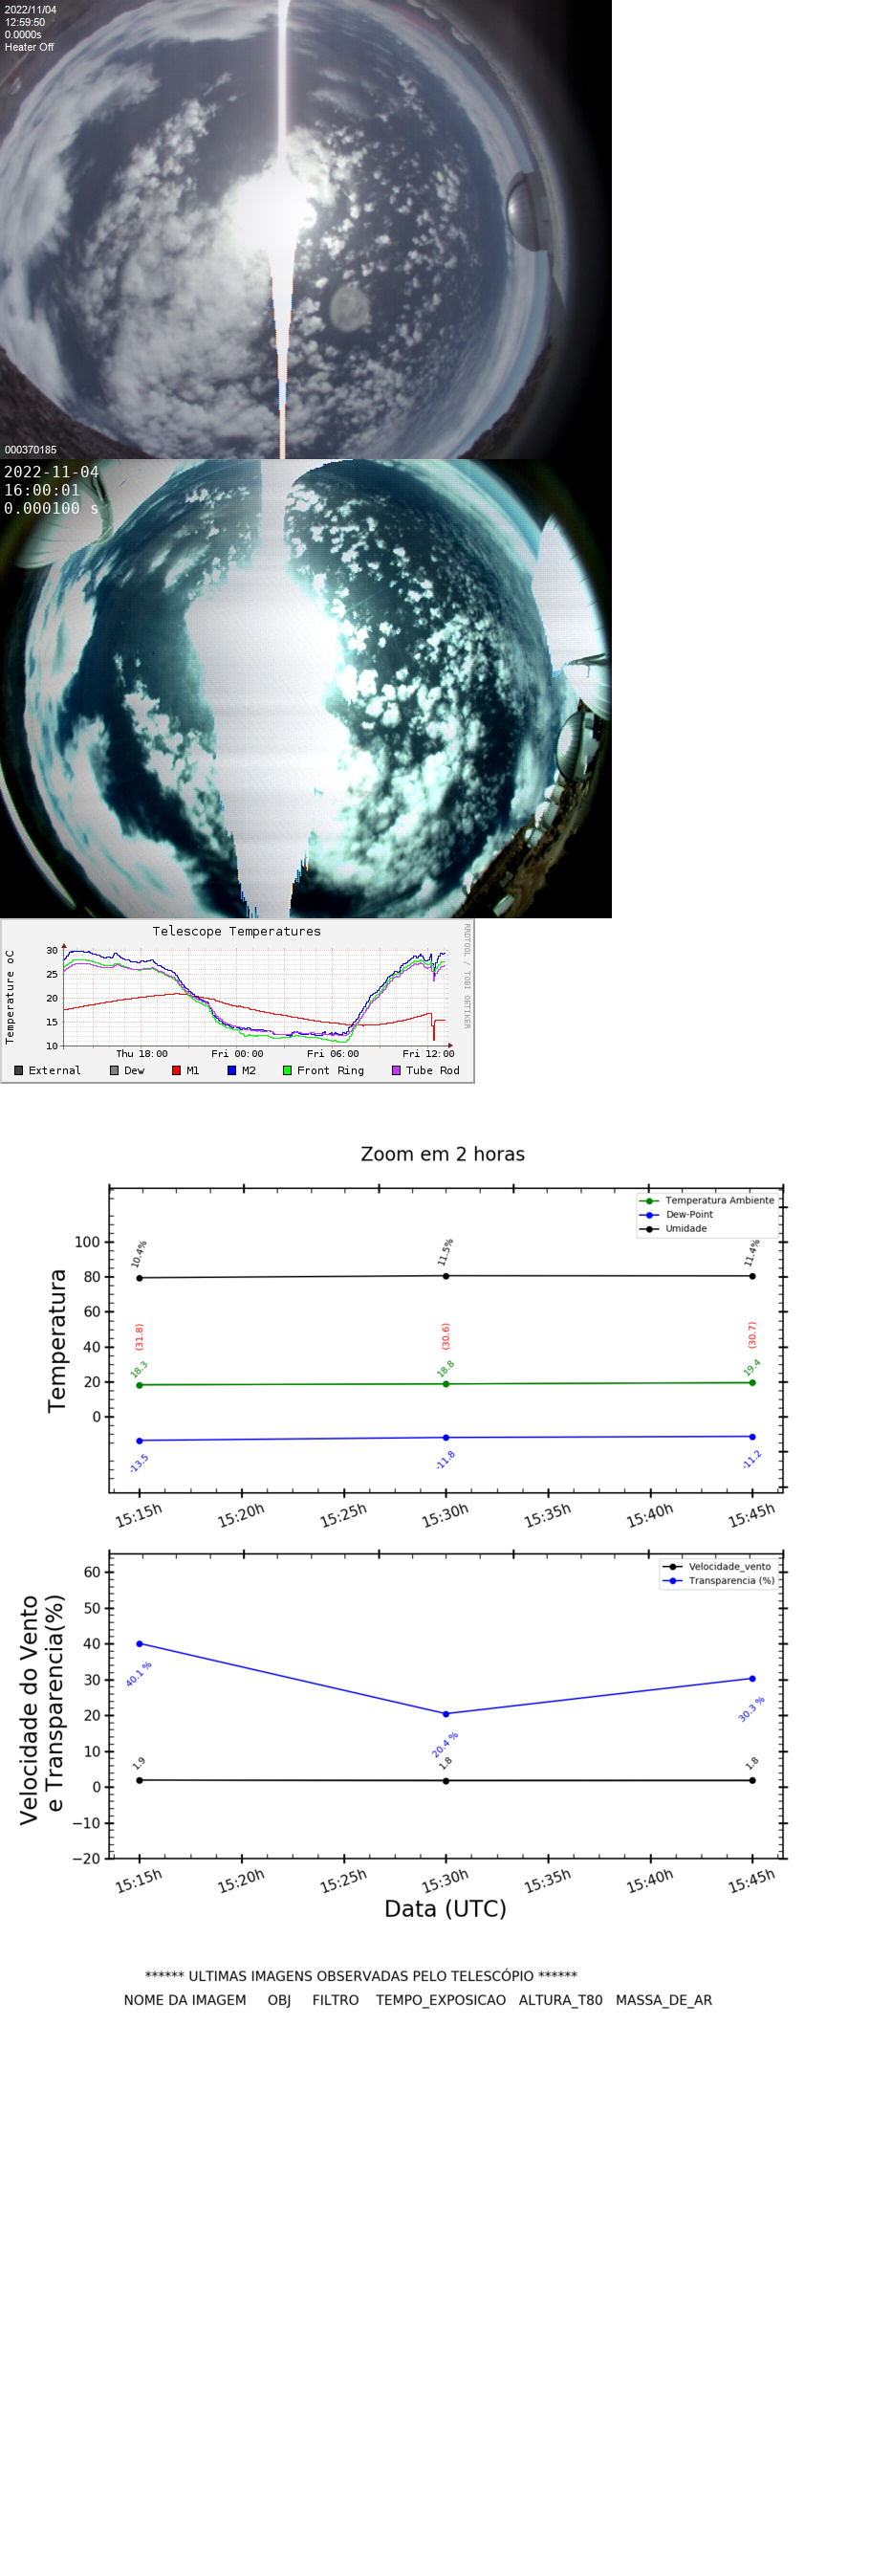 2022/11/04
12:59:50
0.0000s
Heater Off
000370185
2022-11-04
16:00:01
0.000100 s
Telescope Temperatures
RRDTOOL / TOBI OETIKER
Temperature oC
30
25
20
15
10
Thu 18:00 Fri 00:00 Fri 06:00 Fri 12:00
External Dew M1 M2 Front Ring Tube Rod
Zoom em 2 horas
Temperatura Ambiente
Dew-Point
Umidade
Temperatura
100
80
60
40
20
0
10.4% 11.5% 11.4%
(31.8) (30.6) (30.7)
18.3 18.8 19.4
-13.5 -11.8 -11.2
15:15h 15:20h 15:25h 15:30h 15:35h 15:40h 15:45h
Velocidade_vento
Transparencia (%)
Velocidade do Vento
e Transparencia(%)
60
50
40
30
20
10
0
−10
−20
40.1 % 20.4 % 30.3 %
1.9 1.8 1.8
15:15h 15:20h 15:25h 15:30h 15:35h 15:40h 15:45h
Data (UTC)
****** ULTIMAS IMAGENS OBSERVADAS PELO TELESCÓPIO ******
NOME DA IMAGEM OBJ FILTRO TEMPO_EXPOSICAO ALTURA_T80 MASSA_DE_AR